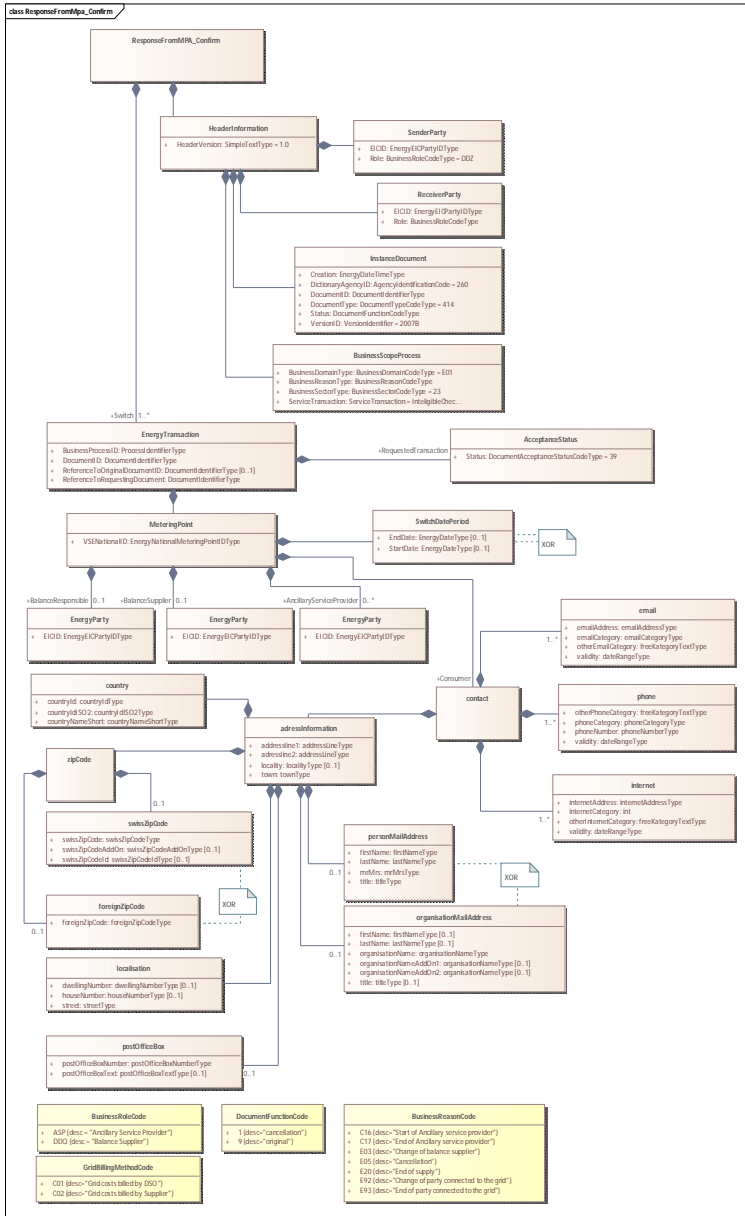 class ResponseFromMpa_Confirm
ResponseFromMPA_Confirm
HeaderInformation
+ HeaderVersion: SimpleTextType = 1.0
SenderParty
+ EICID: EnergyEICPartyIDType
+ Role: BusinessRoleCodeType = DDZ
ReceiverParty
+ EICID: EnergyEICPartyIDType
+ Role: BusinessRoleCodeType
InstanceDocument
+ Creation: EnergyDateTimeType
+ DictionaryAgencyID: AgencyIdentificationCode = 260
+ DocumentID: DocumentIdentifierType
+ DocumentType: DocumentTypeCodeType = 414
+ Status: DocumentFunctionCodeType
+ VersionID: VersionIdentifier = 2007B
BusinessScopeProcess
+ BusinessDomainType: BusinessDomainCodeType = E01
+ BusinessReasonType: BusinessReasonCodeType
+ BusinessSectorType: BusinessSectorCodeType = 23
+ ServiceTransaction: ServiceTransaction = IntelligibleChec...
+Switch 1..*
EnergyTransaction
+ BusinessProcessID: ProcessIdentifierType
+ DocumentID: DocumentIdentifierType
+ ReferenceToOriginalDocumentID: DocumentIdentifierType [0..1]
+ ReferenceToRequestingDocument: DocumentIdentifierType
+RequestedTransaction
AcceptanceStatus
+ Status: DocumentAcceptanceStatusCodeType = 39
MeteringPoint
+ VSENationalID: EnergyNationalMeteringPointIDType
SwitchDatePeriod
+ EndDate: EnergyDateType [0..1]
+ StartDate: EnergyDateType [0..1]
XOR
+BalanceResponsible 0..1
+BalanceSupplier 0..1
+AncillaryServiceProvider 0..*
EnergyParty
+ EICID: EnergyEICPartyIDType
EnergyParty
+ EICID: EnergyEICPartyIDType
EnergyParty
+ EICID: EnergyEICPartyIDType
email
+ emailAddress: emailAddressType
+ emailCategory: emailCategoryType
+ otherEmailCategory: freeKategoryTextType
+ validity: dateRangeType
1..*
+Consumer
contact
country
+ countryId: countryIdType
+ countryIdISO2: countryIdISO2Type
+ countryNameShort: countryNameShortType
phone
+ otherPhoneCategory: freeKategoryTextType
+ phoneCategory: phoneCategoryType
+ phoneNumber: phoneNumberType
+ validity: dateRangeType
1..*
adressInformation
+ addressline1: addressLineType
+ adressline2: addressLineType
+ locality: localityType [0..1]
+ town: townType
zipCode
0..1
internet
+ internetAddress: internetAddressType
+ internetCategory: int
+ otherInternetCategory: freeKategoryTextType
+ validity: dateRangeType
1..*
swissZipCode
+ swissZipCode: swissZipCodeType
+ swissZipCodeAddOn: swissZipCodeAddOnType [0..1]
+ swissZipCodeId: swissZipCodeIdType [0..1]
personMailAddress
+ firstName: firstNameType
+ lastName: lastNameType
+ mrMrs: mrMrsType
+ title: titleType
0..1
XOR
XOR
foreignZipCode
+ foreignZipCode: foreignZipCodeType
0..1
organisationMailAddress
+ firstName: firstNameType [0..1]
+ lastName: lastNameType [0..1]
+ organisationName: organisationNameType
+ organisationNameAddOn1: organisationNameType [0..1]
+ organisationNameAddOn2: organisationNameType [0..1]
+ title: titleType [0..1]
0..1
localisation
+ dwellingNumber: dwellingNumberType [0..1]
+ houseNumber: houseNumberType [0..1]
+ street: streetType
postOfficeBox
+ postOfficeBoxNumber: postOfficeBoxNumberType
+ postOfficeBoxText: postOfficeBoxTextType [0..1]
0..1
BusinessRoleCode
+ ASP {desc = "Ancillary Service Provider"}
+ DDQ {desc = "Balance Supplier"}
DocumentFunctionCode
+ 1 {desc="cancellation"}
+ 9 {desc="original"}
BusinessReasonCode
+ C16 {desc="Start of Ancillary service provider"}
+ C17 {desc="End of Ancillary service provider"}
+ E03 {desc="Change of balance supplier"}
+ E05 {desc="Cancellation"}
+ E20 {desc="End of supply"}
+ E92 {desc="Change of party connected to the grid"}
+ E93 {desc="End of party connected to the grid"}
GridBillingMethodCode
+ C01 {desc="Grid costs billed by DSO"}
+ C02 {desc="Grid costs billed by Supplier"}